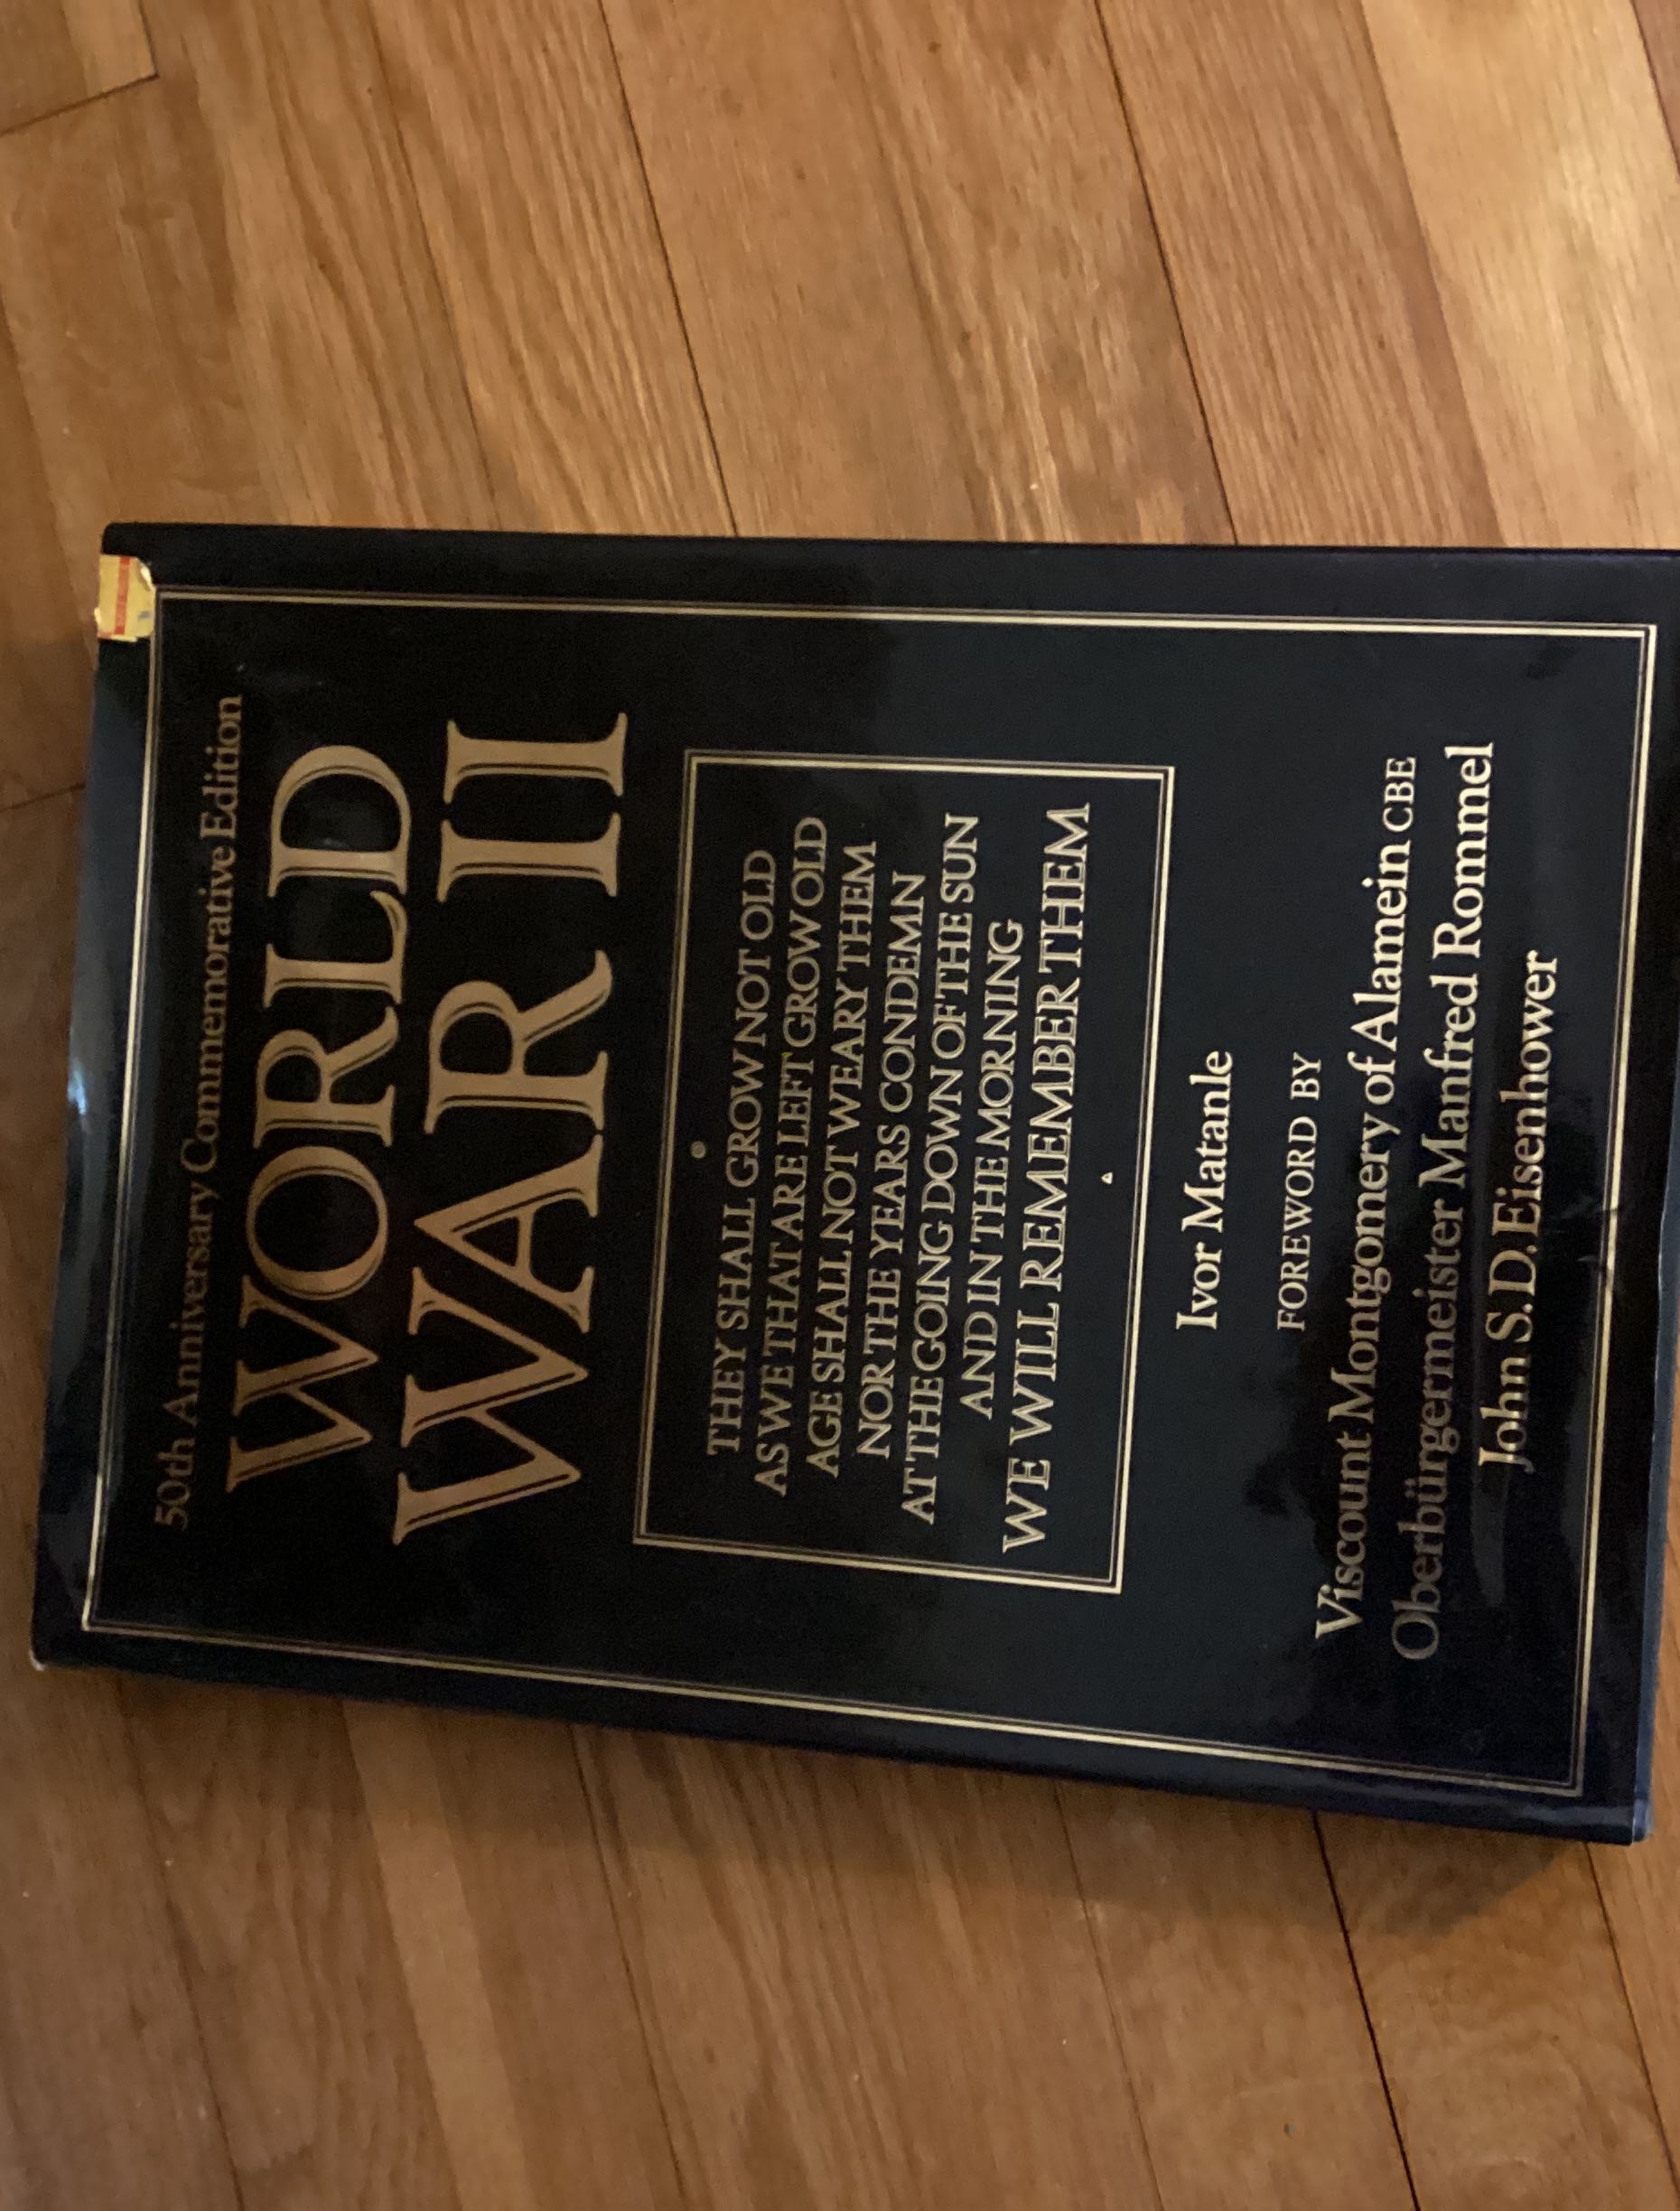 50th Anniversary Commemorative Edition
WORLD
WAR II
THEY SHALL GROW NOT OLD
AS WE THAT ARE LEFT GROW OLD
AGE SHALL NOT WEARY THEM
NOR THE YEARS CONDEMN
AT THE GOING DOWN OF THE SUN
AND IN THE MORNING
WE WILL REMEMBER THEM
Ivor Matanle
FOREWORD BY
Viscount Montgomery of Alamein CBE
Oberbürgermeister Manfred Rommel
John S.D. Eisenhower